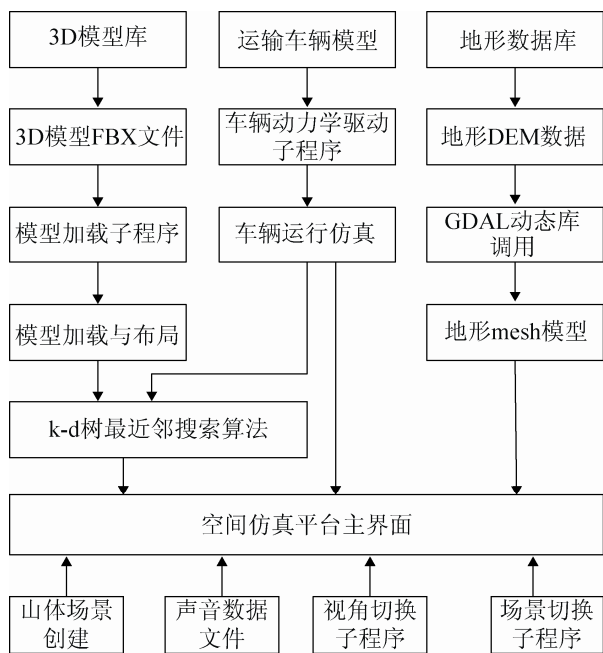 3D模型库
运输车辆模型
地形数据库
3D模型FBX文件
车辆动力学驱动
子程序
地形DEM数据
模型加载子程序
车辆运行仿真
GDAL动态库
调用
模型加载与布局
地形mesh模型
k-d树最近邻搜索算法
空间仿真平台主界面
山体场景
创建
声音数据
文件
视角切换
子程序
场景切换
子程序